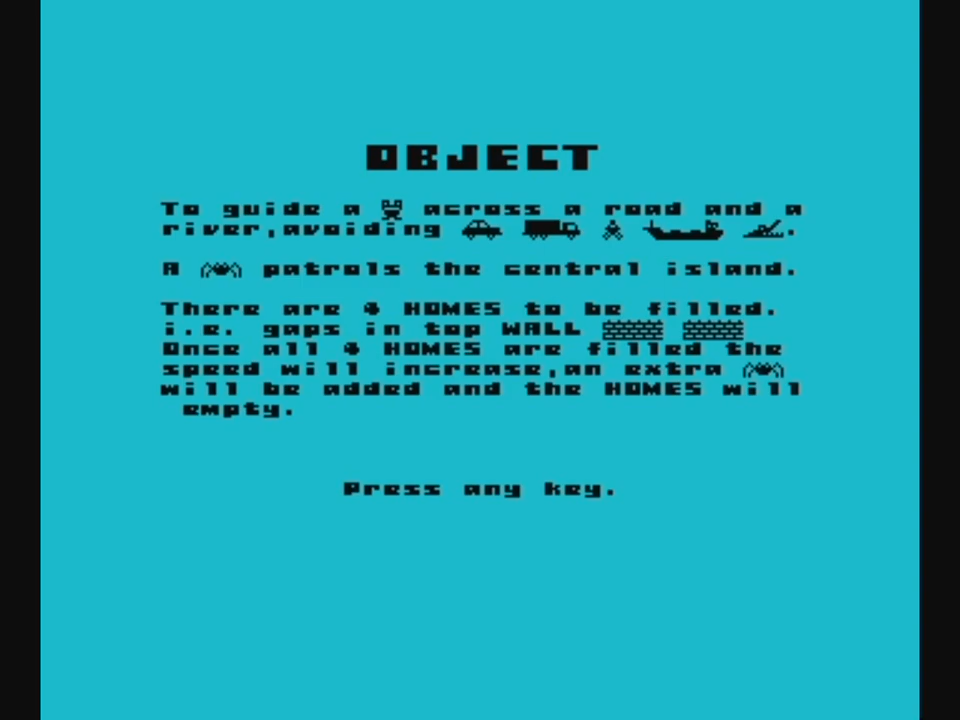 OBJECT
To guide a across a road and a
river,avoiding .
A patrols the central island.
There are 4 HOMES to be filled.
i.e. gaps in top WALL
Once all 4 HOMES are filled the
speed will increase,an extra
will be added and the HOMES will
empty.
Press any key.